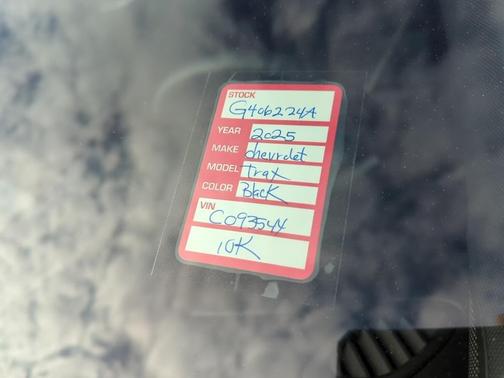 STOCK
G406224A
YEAR 2025
MAKE chevrolet
MODEL Trax
COLOR Black
VIN
C093544
10K